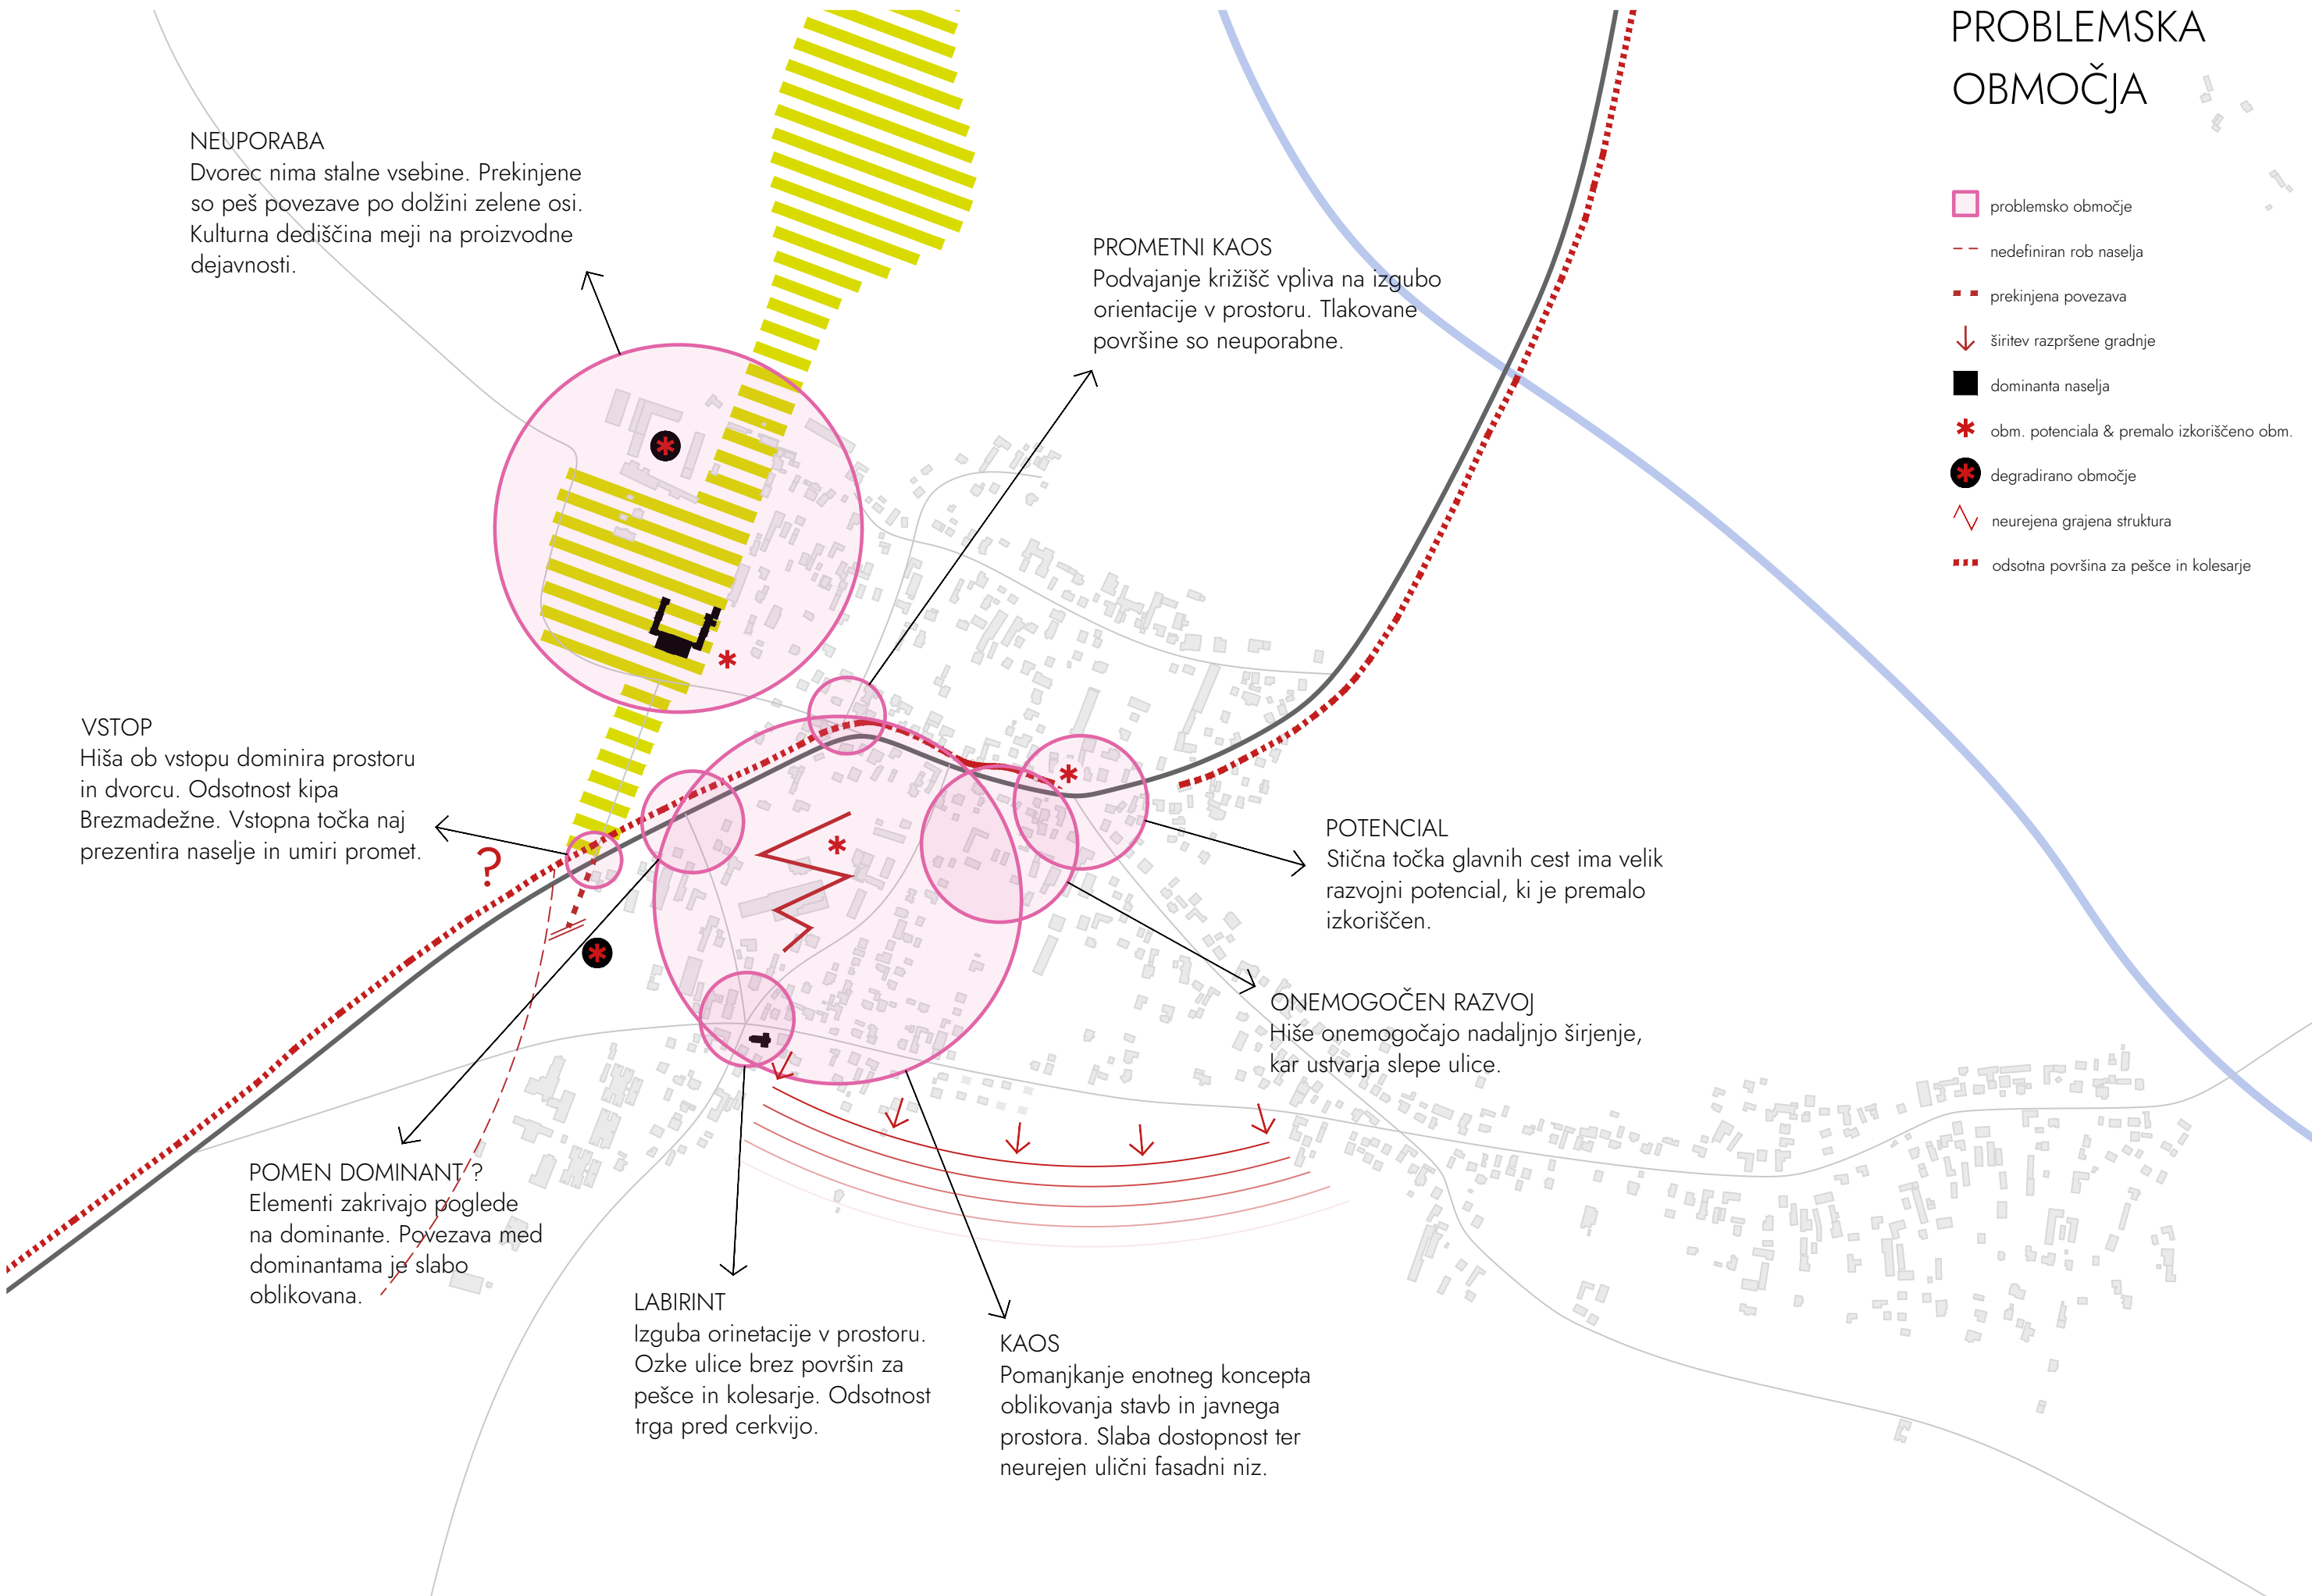 PROBLEMSKA
OBMOČJA
problemsko območje
nedefiniran rob naselja
prekinjena povezava
širitev razpršene gradnje
dominanta naselja
obm. potenciala & premalo izkoriščeno obm.
degradirano območje
neurejena grajena struktura
odsotna površina za pešce in kolesarje
NEUPORABA
Dvorec nima stalne vsebine. Prekinjene
so peš povezave po dolžini zelene osi.
Kulturna dediščina meji na proizvodne
dejavnosti.
PROMETNI KAOS
Podvajanje križišč vpliva na izgubo
orientacije v prostoru. Tlakovane
površine so neuporabne.
VSTOP
Hiša ob vstopu dominira prostoru
in dvorcu. Odsotnost kipa
Brezmadežne. Vstopna točka naj
prezentira naselje in umiri promet.
?
POTENCIAL
Stična točka glavnih cest ima velik
razvojni potencial, ki je premalo
izkoriščen.
ONEMOGOČEN RAZVOJ
Hiše onemogočajo nadaljnjo širjenje,
kar ustvarja slepe ulice.
POMEN DOMINANT ?
Elementi zakrivajo poglede
na dominante. Povezava med
dominantama je slabo
oblikovana.
LABIRINT
Izguba orinetacije v prostoru.
Ozke ulice brez površin za
pešce in kolesarje. Odsotnost
trga pred cerkvijo.
KAOS
Pomanjkanje enotneg koncepta
oblikovanja stavb in javnega
prostora. Slaba dostopnost ter
neurejen ulični fasadni niz.